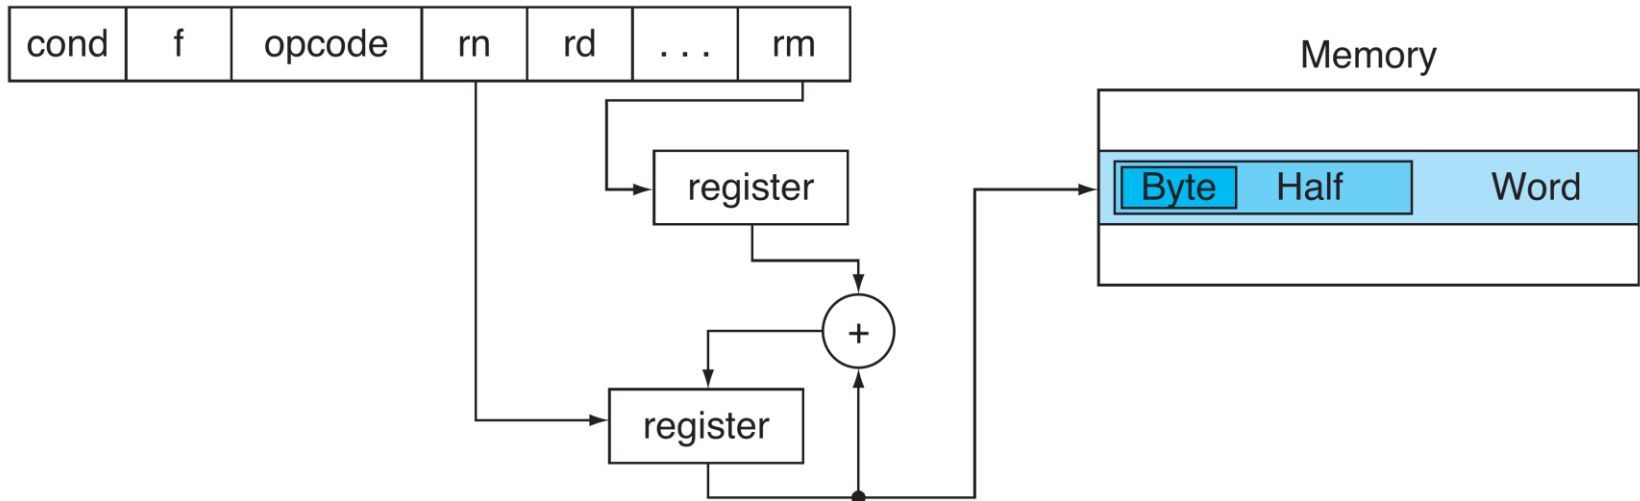 cond f opcode rn rd . . . rm
Memory
register
Byte Half Word
+
register